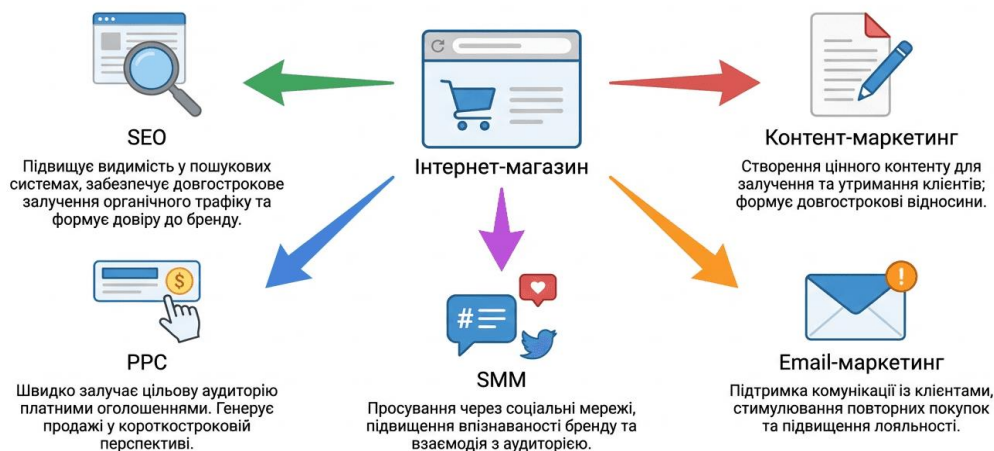 SEO
Підвищує видимість у пошукових
системах, забезпечує довгострокове
залучення органічного трафіку та
формує довіру до бренду.
Інтернет-магазин
Контент-маркетинг
Створення цінного контенту для
залучення та утримання клієнтів;
формує довгострокові відносини.
$
PPC
Швидко залучає цільову аудиторію
платними оголошеннями. Генерує
продажі у короткостроковій
перспективі.
#
SMM
Просування через соціальні мережі,
підвищення впізнаваності бренду та
взаємодія з аудиторією.
!
Email-маркетинг
Підтримка комунікації із клієнтами,
стимулювання повторних покупок
та підвищення лояльності.